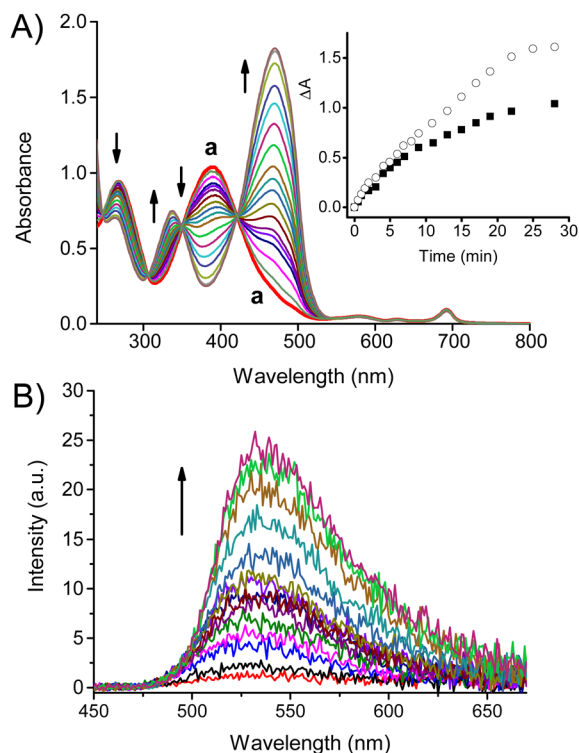 A)
2.0
1.5
1.0
0.5
0.0
Absorbance
a
a
300 400 500 600 700 800
Wavelength (nm)
1.5
1.0
0.5
0.0
ΔA
0 5 10 15 20 25 30
Time (min)
B)
30
25
20
15
10
5
0
Intensity (a.u.)
450 500 550 600 650
Wavelength (nm)